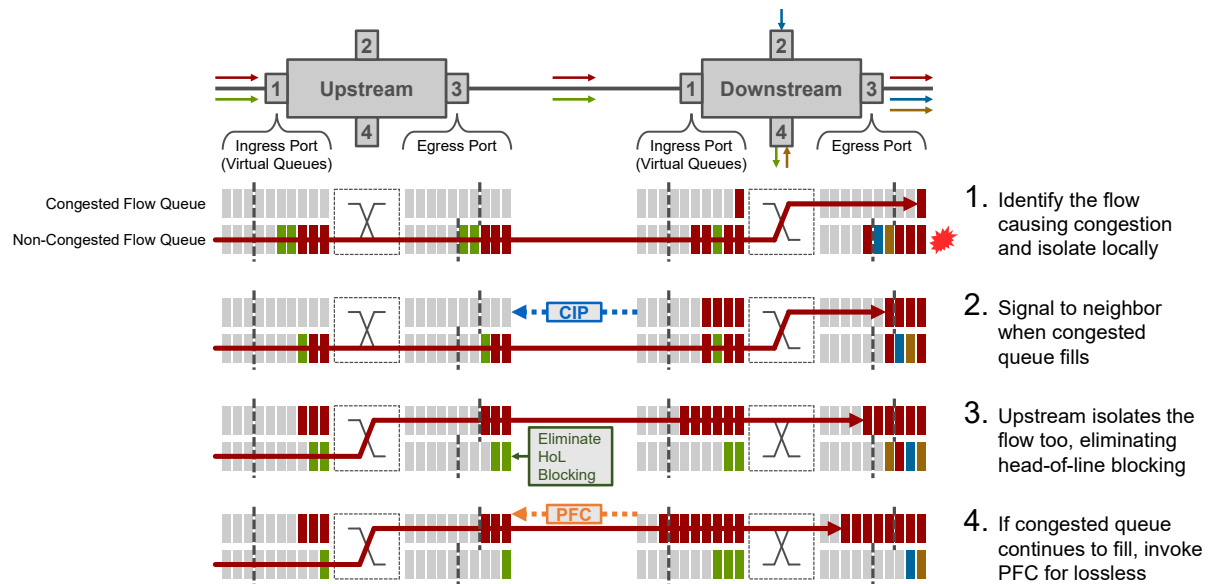 2
2
1
Upstream
3
1
Downstream
3
4
4
Ingress Port
(Virtual Queues)
Egress Port
Ingress Port
(Virtual Queues)
Egress Port
Congested Flow Queue
Non-Congested Flow Queue
1. Identify the flow
causing congestion
and isolate locally
CIP
2. Signal to neighbor
when congested
queue fills
Eliminate
HoL
Blocking
3. Upstream isolates the
flow too, eliminating
head-of-line blocking
PFC
4. If congested queue
continues to fill, invoke
PFC for lossless